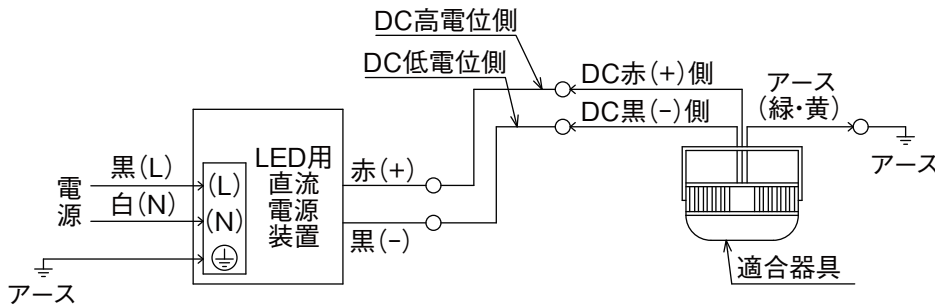 DC高電位側
DC低電位側
DC赤(+)側
DC黒(-)側
アース
(緑・黄)
アース
電源
黒(L)
白(N)
(L)
(N)
LED用
直流
電源
装置
赤(+)
黒(-)
適合器具
アース